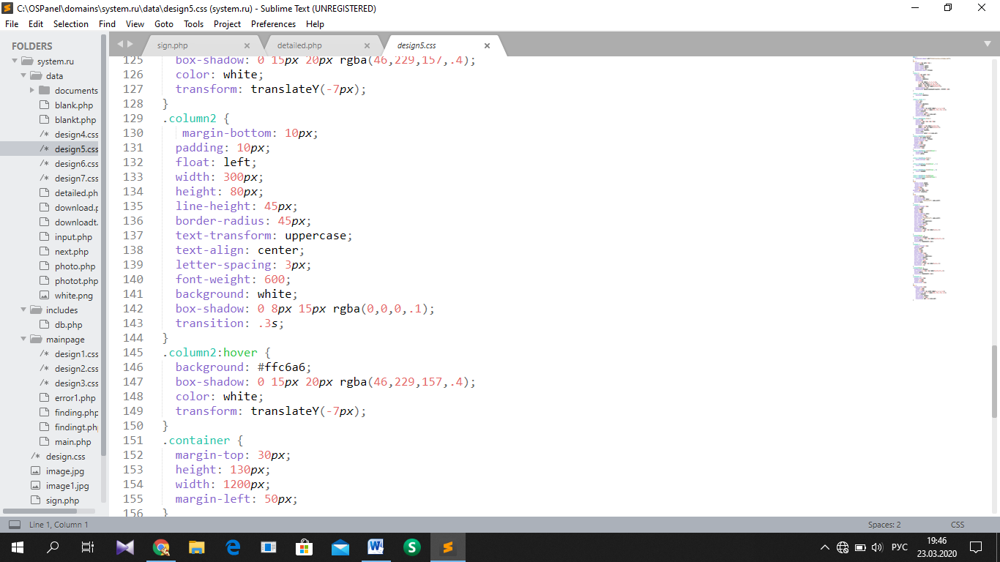 C:\OSPanel\domains\system.ru\data\design5.css (system.ru) - Sublime Text (UNREGISTERED)
File Edit Selection Find View Goto Tools Project Preferences Help
FOLDERS
system.ru
data
documents
blank.php
blankt.php
design4.css
design5.css
design6.css
design7.css
detailed.ph
download.p
downloadt.
input.php
next.php
photo.php
photot.php
white.png
includes
db.php
mainpage
design1.css
design2.css
design3.css
error1.php
finding.php
findingt.ph
main.php
design.css
image.jpg
image1.jpg
sign.php
sign.php × detailed.php × design5.css ×
125 box-shadow: 0 15px 20px rgba(46,229,157,.4);
126 color: white;
127 transform: translateY(-7px);
128 }
129 .column2 {
130 margin-bottom: 10px;
131 padding: 10px;
132 float: left;
133 width: 300px;
134 height: 80px;
135 line-height: 45px;
136 border-radius: 45px;
137 text-transform: uppercase;
138 text-align: center;
139 letter-spacing: 3px;
140 font-weight: 600;
141 background: white;
142 box-shadow: 0 8px 15px rgba(0,0,0,.1);
143 transition: .3s;
144 }
145 .column2:hover {
146 background: #ffc6a6;
147 box-shadow: 0 15px 20px rgba(46,229,157,.4);
148 color: white;
149 transform: translateY(-7px);
150 }
151 .container {
152 margin-top: 30px;
153 height: 130px;
154 width: 1200px;
155 margin-left: 50px;
156 }
Line 1, Column 1 Spaces: 2 CSS
РУС
19:46
23.03.2020